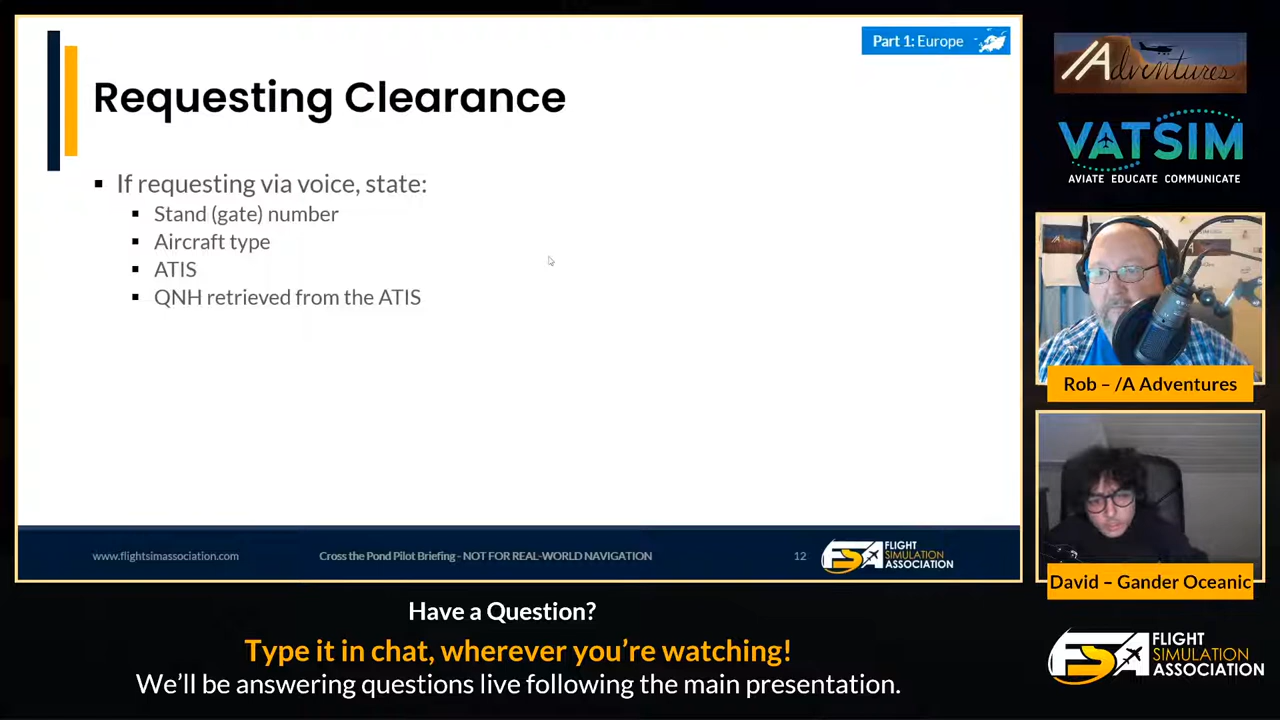 Part 1: Europe
Requesting Clearance
▪ If requesting via voice, state:
▪ Stand (gate) number
▪ Aircraft type
▪ ATIS
▪ QNH retrieved from the ATIS
www.flightsimassociation.com
Cross the Pond Pilot Briefing - NOT FOR REAL-WORLD NAVIGATION
12
FSA
FLIGHT
SIMULATION
ASSOCIATION
/Adventures
VATSIM
AVIATE EDUCATE COMMUNICATE
Rob – /A Adventures
David – Gander Oceanic
Have a Question?
Type it in chat, wherever you're watching!
We'll be answering questions live following the main presentation.
FSA
FLIGHT
SIMULATION
ASSOCIATION